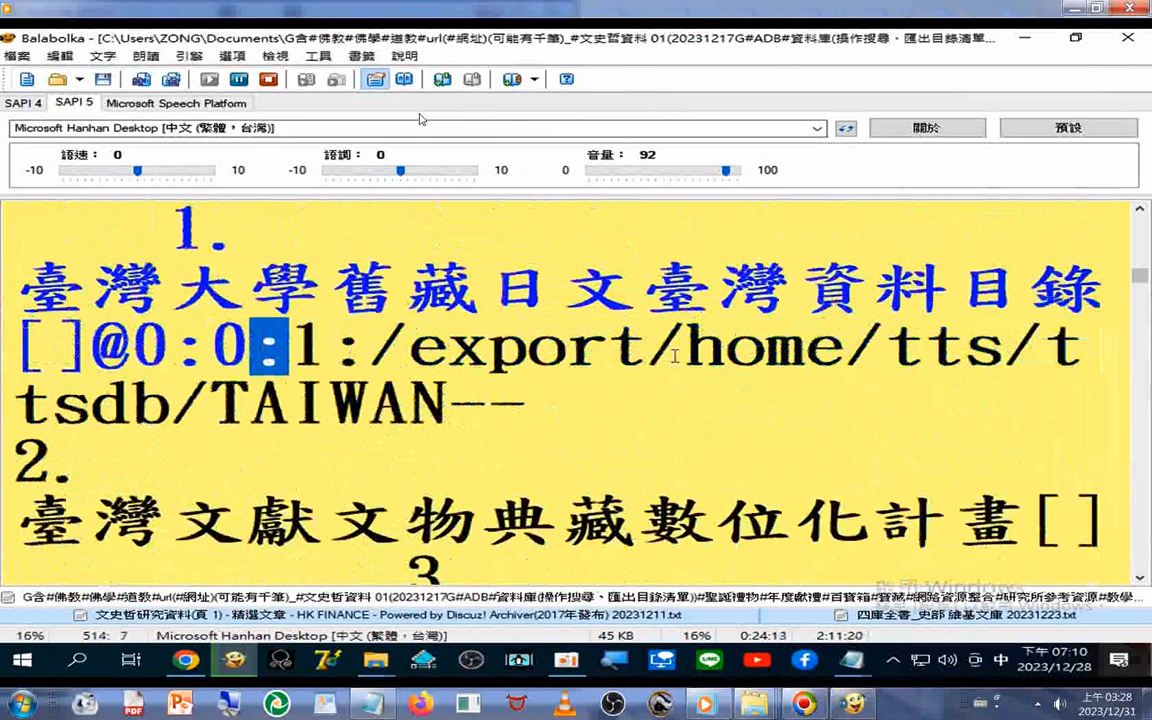 Balabolka - [C:\Users\ZONG\Documents\G含#佛教#佛學#道教#url(#網址)(可能有千筆)_#文史哲資料 01(20231217G#ADB#資料庫(操作搜尋、匯出目錄清單...
檔案 編輯 文字 朗讀 引擎 選項 檢視 工具 書籤 說明
SAPI 4 SAPI 5 Microsoft Speech Platform
Microsoft Hanhan Desktop [中文 (繁體，台灣)] 關於 預設
語速： 0 語調： 0 音量： 92
-10 10 -10 10 0 100
1.
臺灣大學舊藏日文臺灣資料目錄
[]@0:0:1:/export/home/tts/t
tsdb/TAIWAN--
2.
臺灣文獻文物典藏數位化計畫[]
3
G含#佛教#佛學#道教#url(#網址)(可能有千筆)_#文史哲資料 01(20231217G#ADB#資料庫(操作搜尋、匯出目錄清單))#聖誕禮物#年度獻禮#百寶箱#寶藏#網路資源整合#研究所參考資源#教學...
文史哲研究資料(頁 1) - 精選文章 - HK FINANCE - Powered by Discuz! Archiver(2017年發布) 20231211.txt 四庫全書_史部 維基文庫 20231223.txt
16% 514: 7 Microsoft Hanhan Desktop [中文 (繁體，台灣)] 45 KB 16% 0:24:13 2:11:20
中 下午 07:10
2023/12/28
上午 03:28
2023/12/31